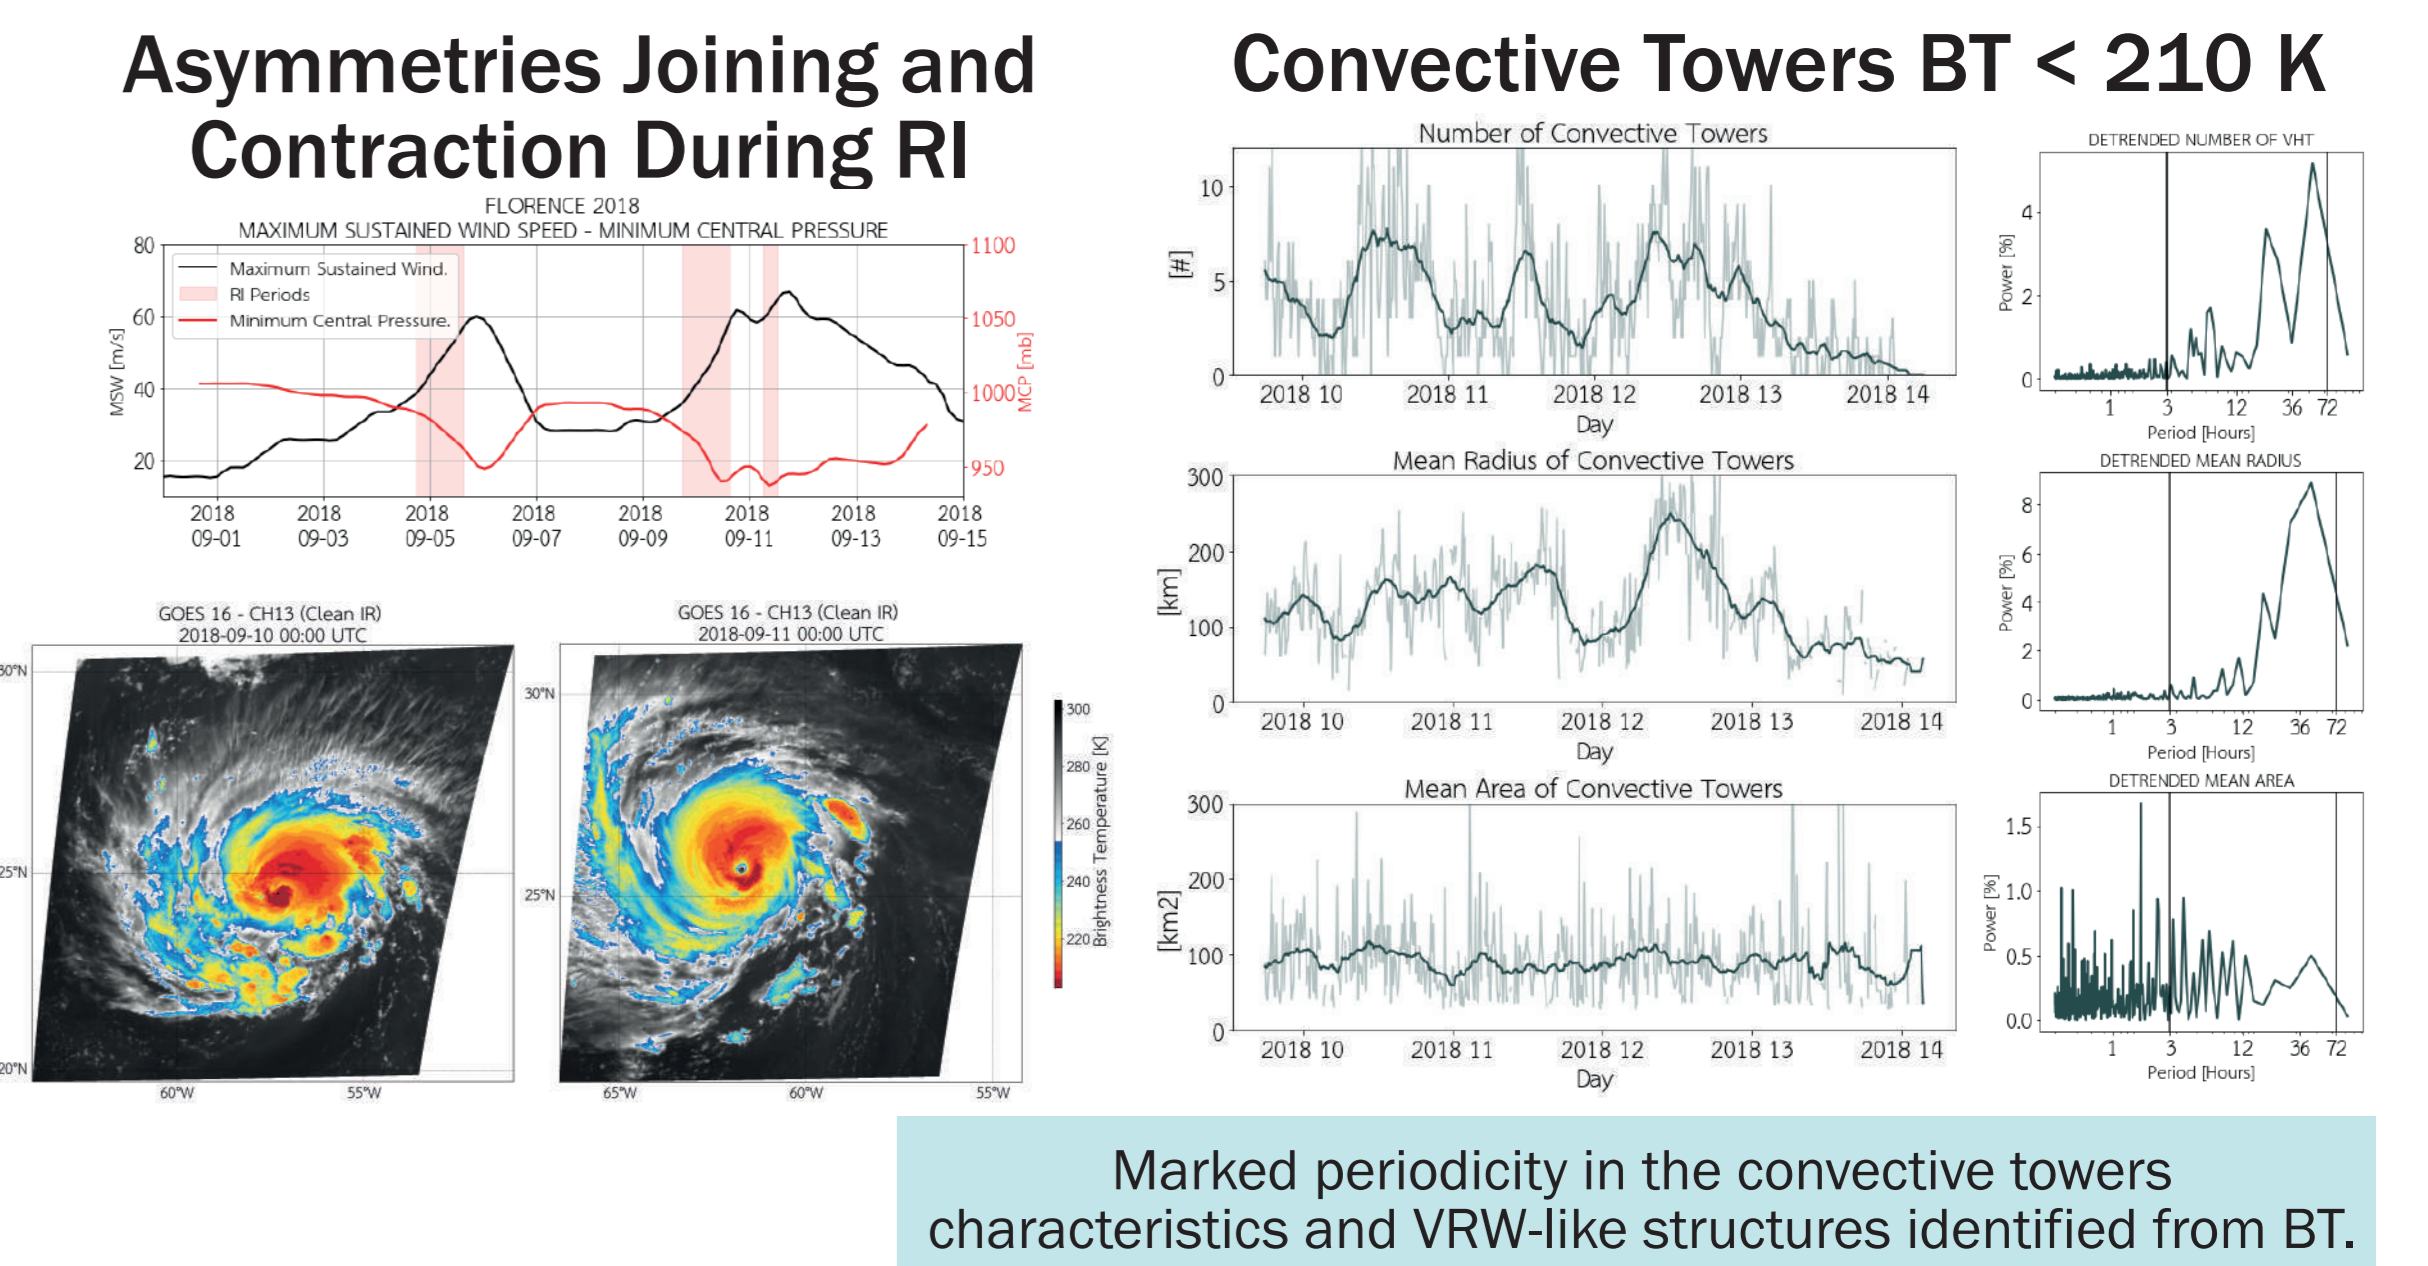 Asymmetries Joining and
Contraction During RI
FLORENCE 2018
MAXIMUM SUSTAINED WIND SPEED - MINIMUM CENTRAL PRESSURE
Maximum Sustained Wind.
RI Periods
Minimum Central Pressure.
MSW [m/s]
80
60
40
20
1100
1050
1000
950
MCP [mb]
2018 2018 2018 2018 2018 2018 2018 2018
09-01 09-03 09-05 09-07 09-09 09-11 09-13 09-15
GOES 16 - CH13 (Clean IR)
2018-09-10 00:00 UTC
30°N
25°N
20°N
60°W 55°W
GOES 16 - CH13 (Clean IR)
2018-09-11 00:00 UTC
30°N
25°N
65°W 60°W 55°W
300
280
260
240
220
Brightness Temperature [K]
Convective Towers BT < 210 K
Number of Convective Towers
[#]
10
5
0
2018 10 2018 11 2018 12 2018 13 2018 14
Day
DETRENDED NUMBER OF VHT
Power [%]
4
2
0
1 3 12 36 72
Period [Hours]
Mean Radius of Convective Towers
[km]
300
200
100
0
2018 10 2018 11 2018 12 2018 13 2018 14
Day
DETRENDED MEAN RADIUS
Power [%]
8
6
4
2
0
1 3 12 36 72
Period [Hours]
Mean Area of Convective Towers
[km2]
300
200
100
0
2018 10 2018 11 2018 12 2018 13 2018 14
Day
DETRENDED MEAN AREA
Power [%]
1.5
1.0
0.5
0.0
1 3 12 36 72
Period [Hours]
Marked periodicity in the convective towers
characteristics and VRW-like structures identified from BT.